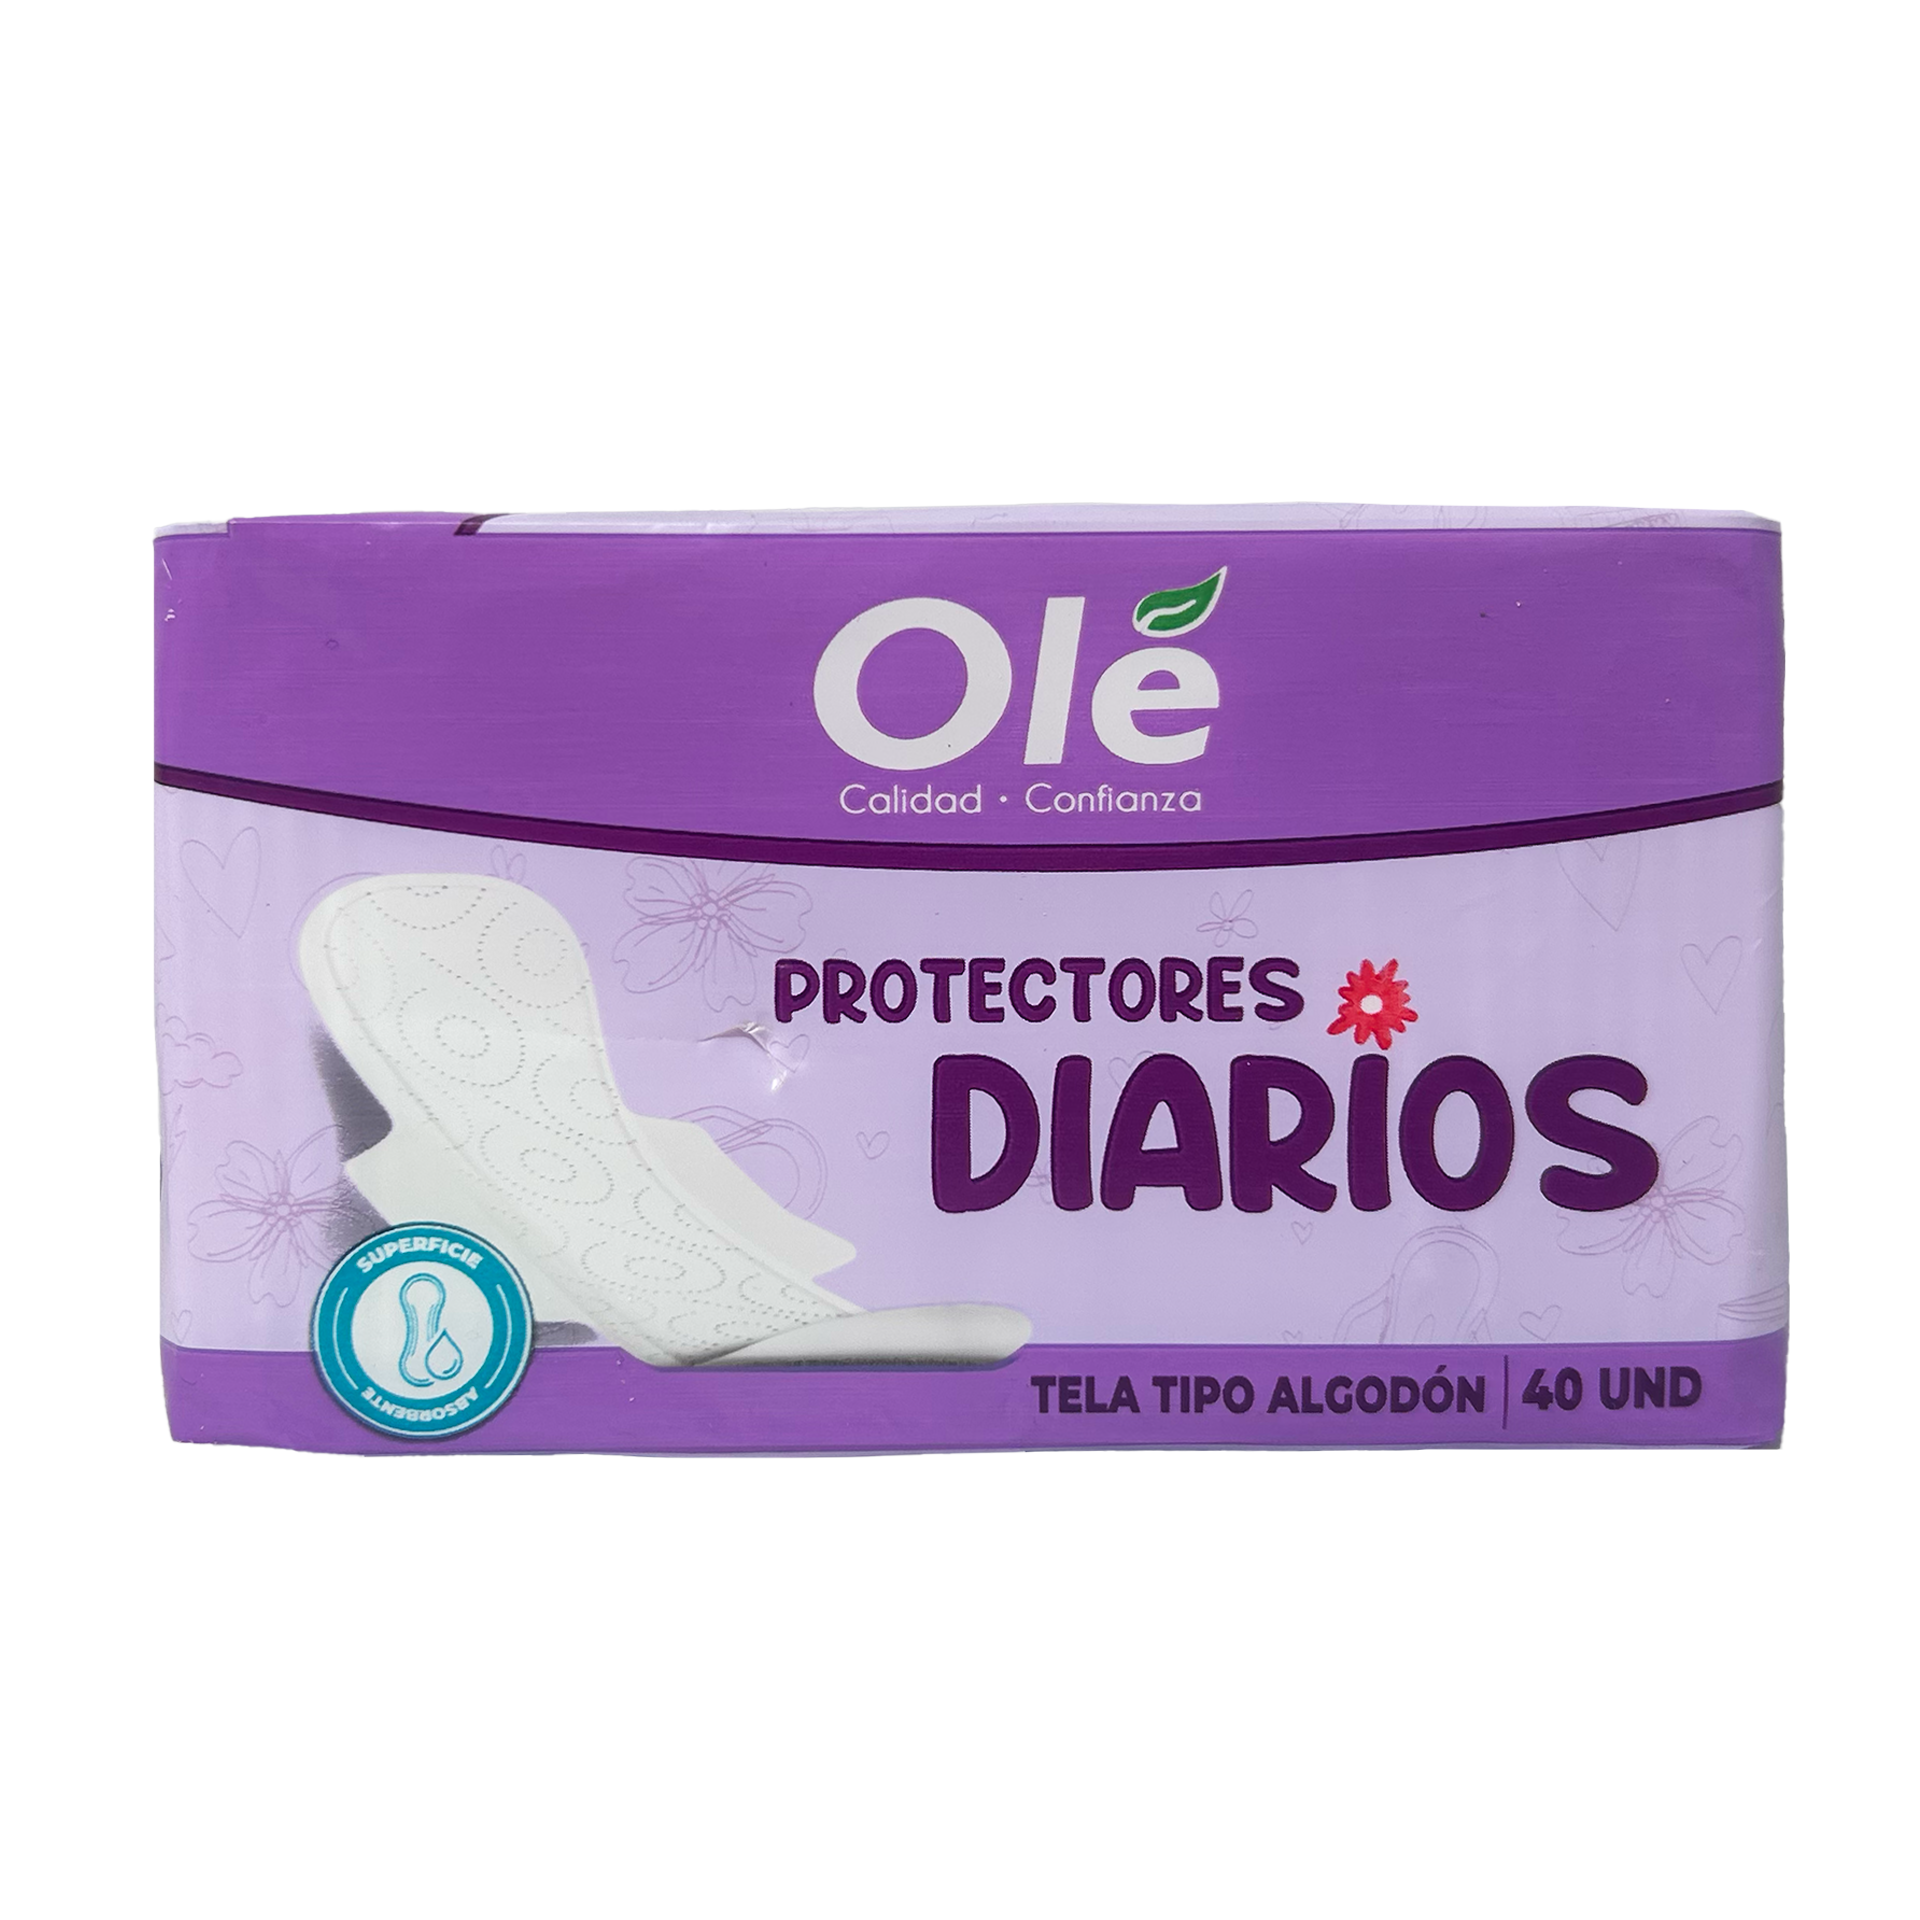 Olé
Calidad · Confianza
PROTECTORES
DIARIOS
SUPERFICIE
ABSORBENTE
TELA TIPO ALGODÓN | 40 UND